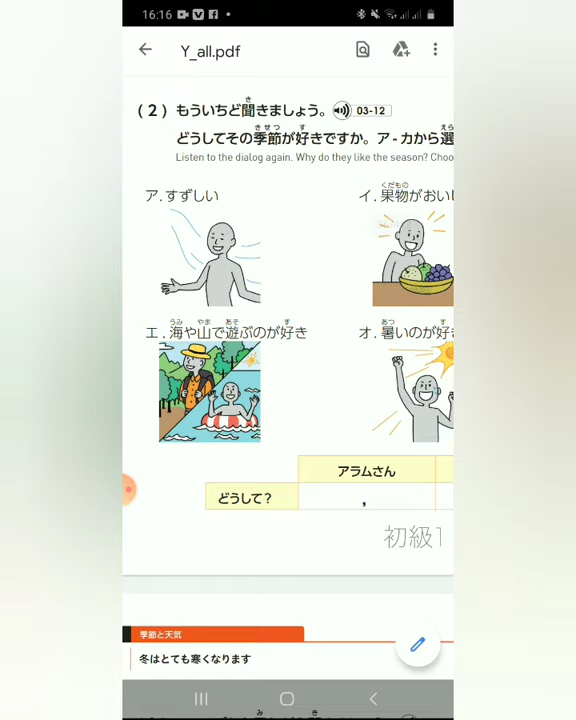 16:16
Y_all.pdf
(2) もういちど聞きましょう。 03-12
どうしてその季節が好きですか。ア-カから選
Listen to the dialog again. Why do they like the season? Choo
ア.すずしい
イ.果物がおいし
エ.海や山で遊ぶのが好き
オ.暑いのが好き
アラムさん
どうして?
,
初級1
季節と天気
冬はとても寒くなります